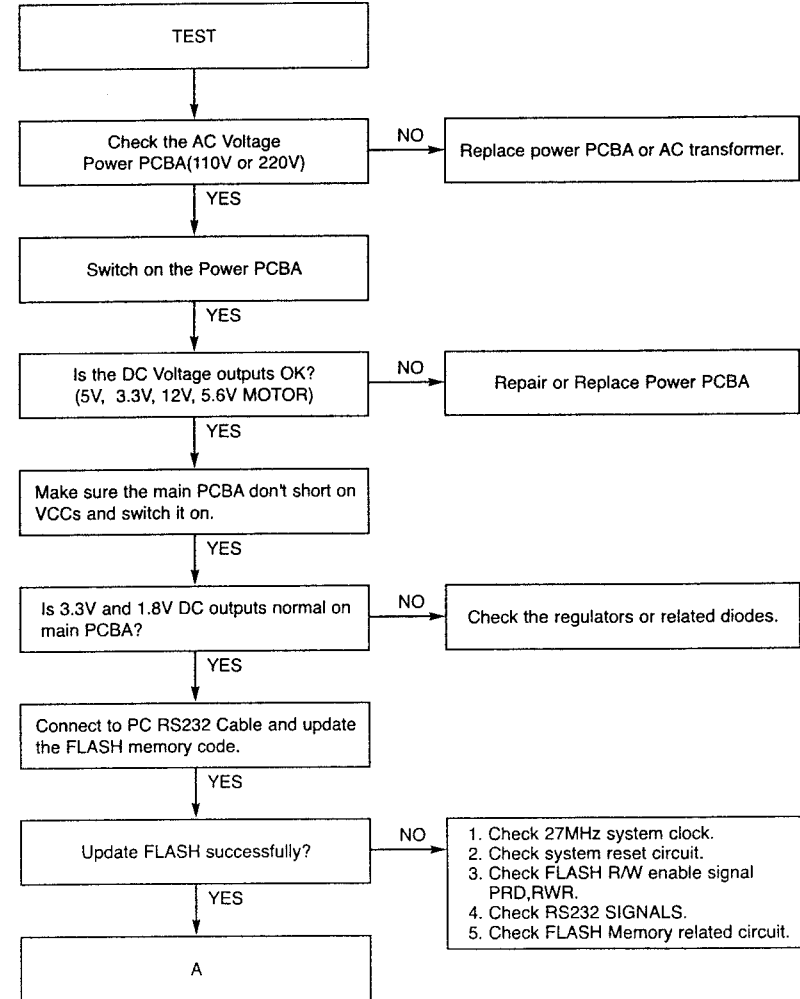 TEST
Check the AC Voltage
Power PCBA(110V or 220V)
NO
Replace power PCBA or AC transformer.
YES
Switch on the Power PCBA
YES
Is the DC Voltage outputs OK?
(5V, 3.3V, 12V, 5.6V MOTOR)
NO
Repair or Replace Power PCBA
YES
Make sure the main PCBA don't short on
VCCs and switch it on.
YES
Is 3.3V and 1.8V DC outputs normal on
main PCBA?
NO
Check the regulators or related diodes.
YES
Connect to PC RS232 Cable and update
the FLASH memory code.
YES
Update FLASH successfully?
NO
1. Check 27MHz system clock.
2. Check system reset circuit.
3. Check FLASH R/W enable signal
PRD,RWR.
4. Check RS232 SIGNALS.
5. Check FLASH Memory related circuit.
YES
A